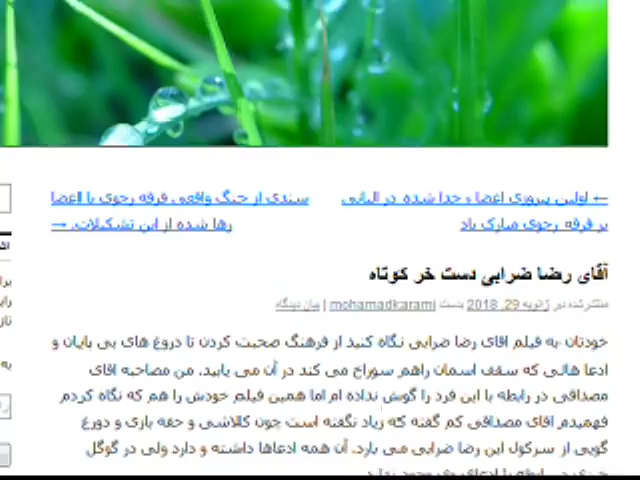 ← اولین پیروزی اعضاء جدا شده در آلبانی
بر فرقه رجوی مبارک باد
سندی از جنگ واقعی فرقه رجوی با اعضا
رها شده از این تشکیلات. →
آقای رضا ضرابی دست خر کوتاه
منتشرشده در ژانویه 29, 2018 بدست mohamadkarami | بیان دیدگاه
خودتان به فیلم اقای رضا ضرابی نگاه کنید از فرهنگ صحبت کردن تا دروغ های بی پایان و
ادعا هائی که سقف اسمان راهم سوراخ می کند در آن می یابید. من مصاحبه اقای
مصداقی در رابطه با این فرد را گوش نداده ام اما همین فیلم خودش را هم که نگاه کردم
فهمیدم اقای مصداقی کم گفته که زیاد نگفته است چون کلاشی و حقه بازی و دورغ
گویی از سرکول این رضا ضرابی می بارد. آن همه ادعاها داشته و دارد ولی در گوگل